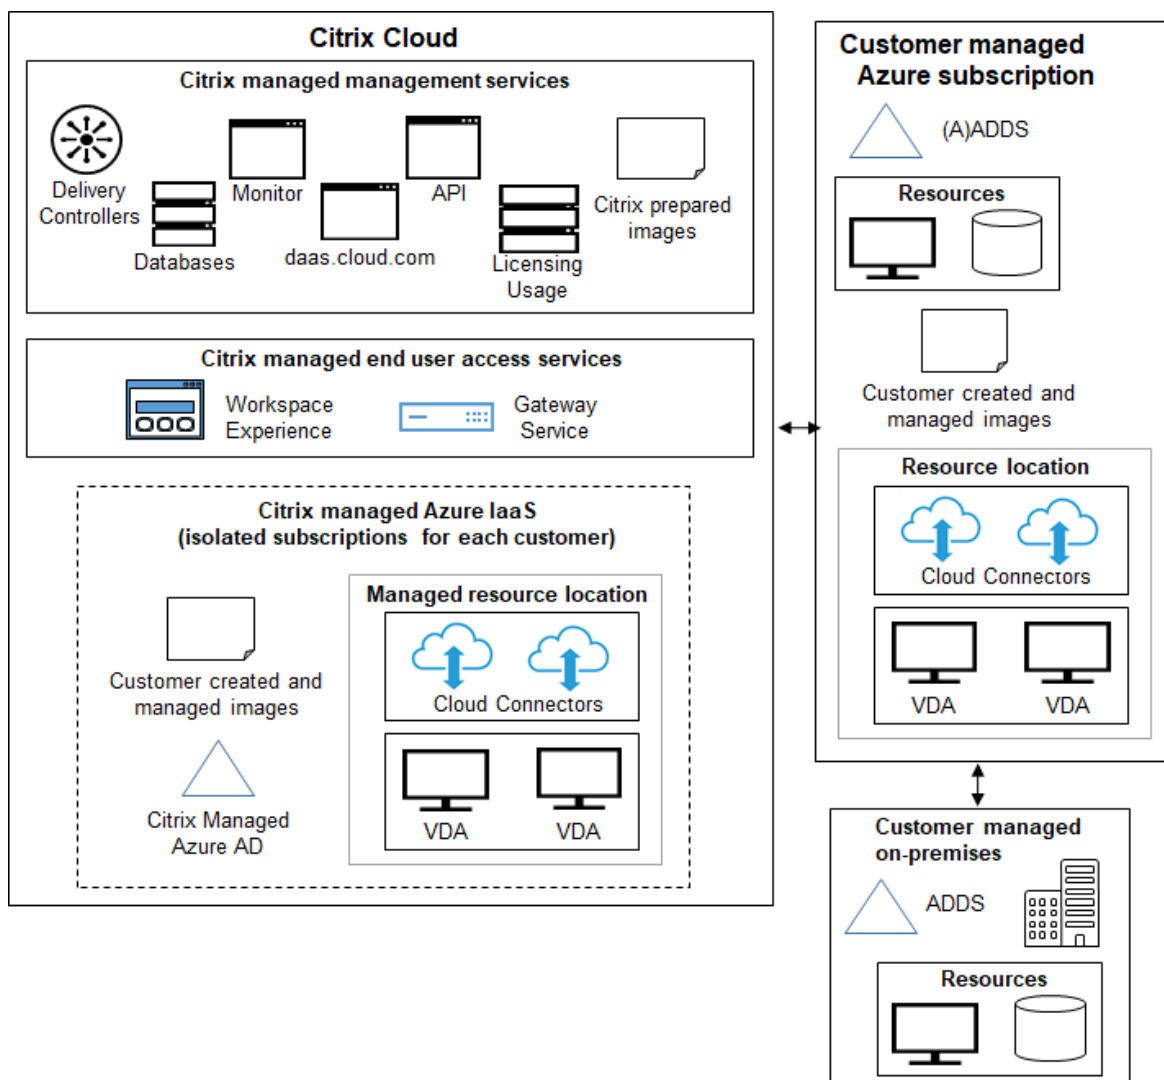 Citrix Cloud
Citrix managed management services
Delivery
Controllers
Databases
Monitor
daas.cloud.com
API
Licensing
Usage
Citrix prepared
images
Citrix managed end user access services
Workspace
Experience
Gateway
Service
Citrix managed Azure IaaS
(isolated subscriptions for each customer)
Customer created and
managed images
Citrix Managed
Azure AD
Managed resource location
Cloud Connectors
VDA
VDA
Customer managed
Azure subscription
(A)ADDS
Resources
Customer created and
managed images
Resource location
Cloud Connectors
VDA
VDA
Customer managed
on-premises
ADDS
Resources